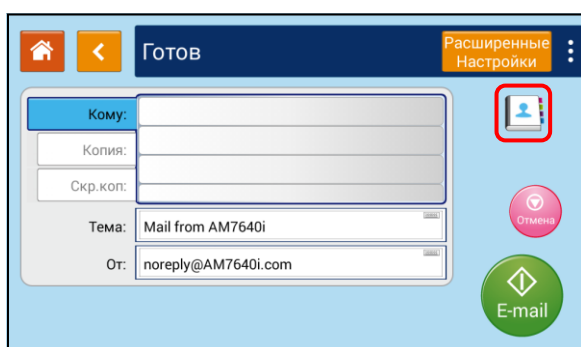 Готов
Расширенные
Настройки
Кому:
Копия:
Скр.коп:
Тема: Mail from AM7640i
От: noreply@AM7640i.com
Отмена
E-mail